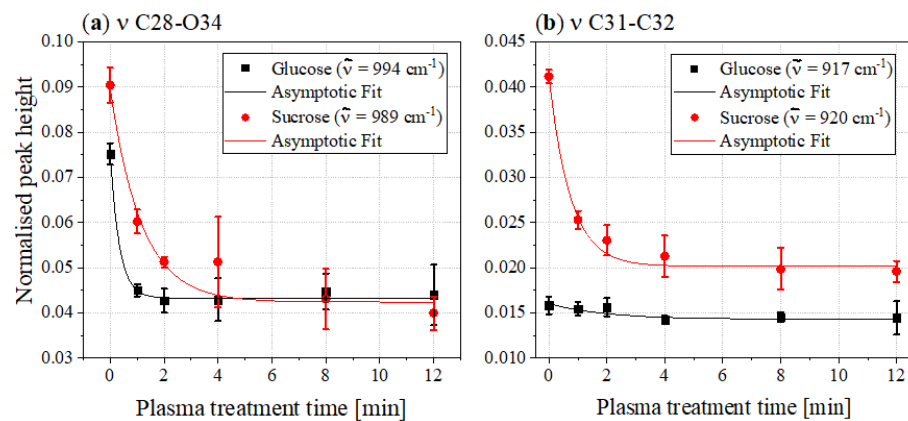 (a) ν C28-O34
(b) ν C31-C32
Normalised peak height
0.10
0.09
0.08
0.07
0.06
0.05
0.04
0.03
Glucose (ν̃ = 994 cm⁻¹)
Asymptotic Fit
Sucrose (ν̃ = 989 cm⁻¹)
Asymptotic Fit
0 2 4 6 8 10 12
Plasma treatment time [min]
0.045
0.040
0.035
0.030
0.025
0.020
0.015
0.010
Glucose (ν̃ = 917 cm⁻¹)
Asymptotic Fit
Sucrose (ν̃ = 920 cm⁻¹)
Asymptotic Fit
0 2 4 6 8 10 12
Plasma treatment time [min]